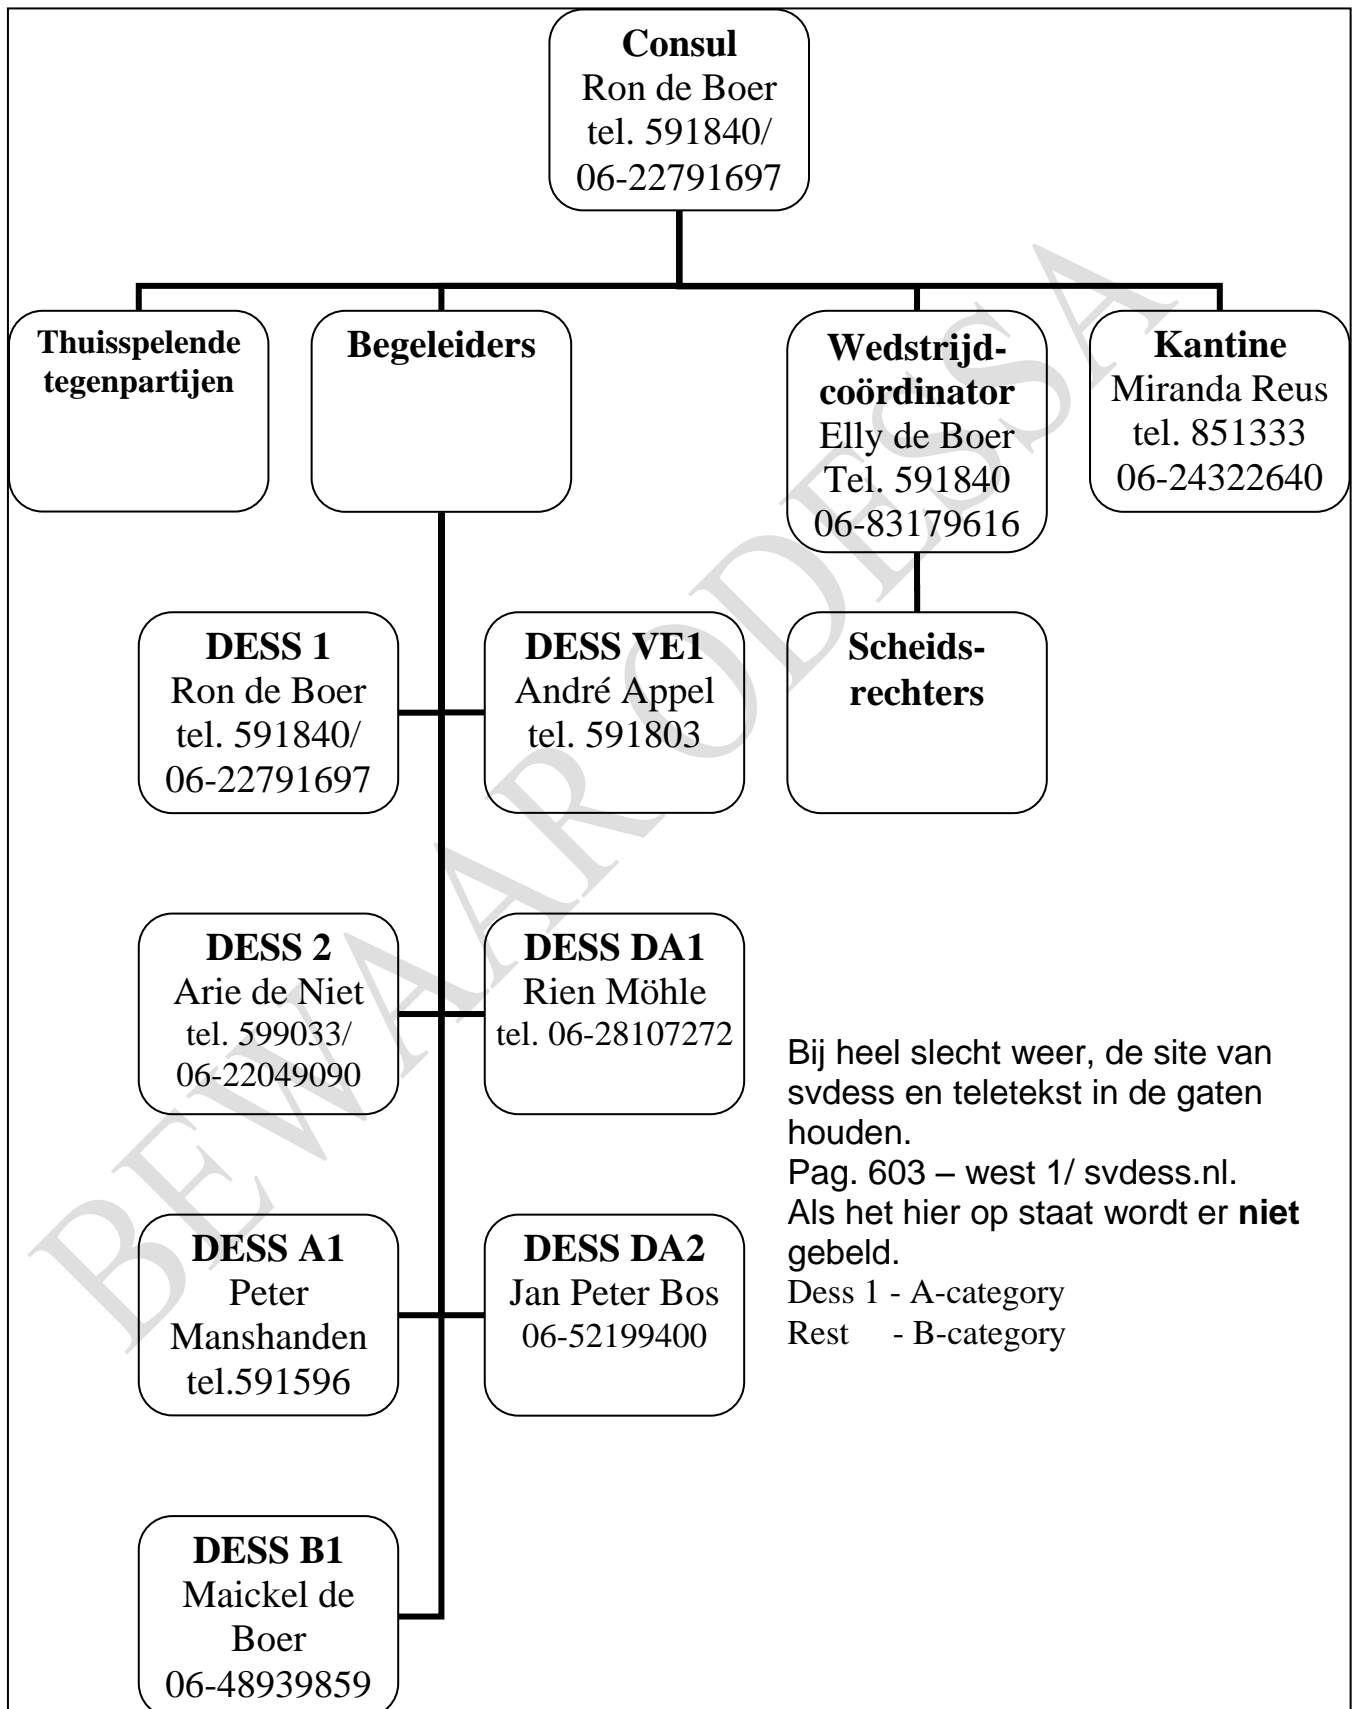 Consul
Ron de Boer
tel. 591840/
06-22791697
Thuisspelende
tegenpartijen
Begeleiders
Wedstrijd-
coördinator
Elly de Boer
Tel. 591840
06-83179616
Kantine
Miranda Reus
tel. 851333
06-24322640
DESS 1
Ron de Boer
tel. 591840/
06-22791697
DESS VE1
André Appel
tel. 591803
Scheids-
rechters
DESS 2
Arie de Niet
tel. 599033/
06-22049090
DESS DA1
Rien Möhle
tel. 06-28107272
Bij heel slecht weer, de site van
svdess en teletekst in de gaten
houden.
Pag. 603 – west 1/ svdess.nl.
Als het hier op staat wordt er niet
gebeld.
Dess 1 - A-category
Rest - B-category
DESS A1
Peter
Manshanden
tel.591596
DESS DA2
Jan Peter Bos
06-52199400
DESS B1
Maickel de
Boer
06-48939859
BEWAAR ODESSA